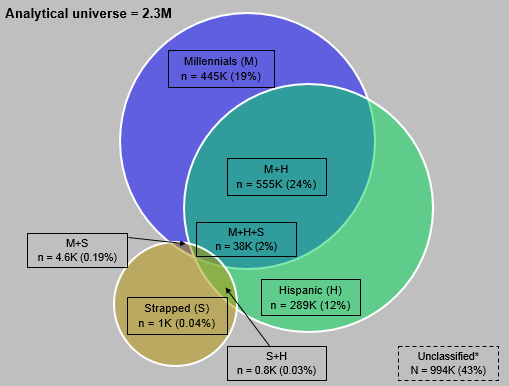 Analytical universe = 2.3M
Millennials (M)
n = 445K (19%)
M+H
n = 555K (24%)
M+H+S
n = 38K (2%)
M+S
n = 4.6K (0.19%)
Hispanic (H)
n = 289K (12%)
Strapped (S)
n = 1K (0.04%)
S+H
n = 0.8K (0.03%)
Unclassified*
N = 994K (43%)